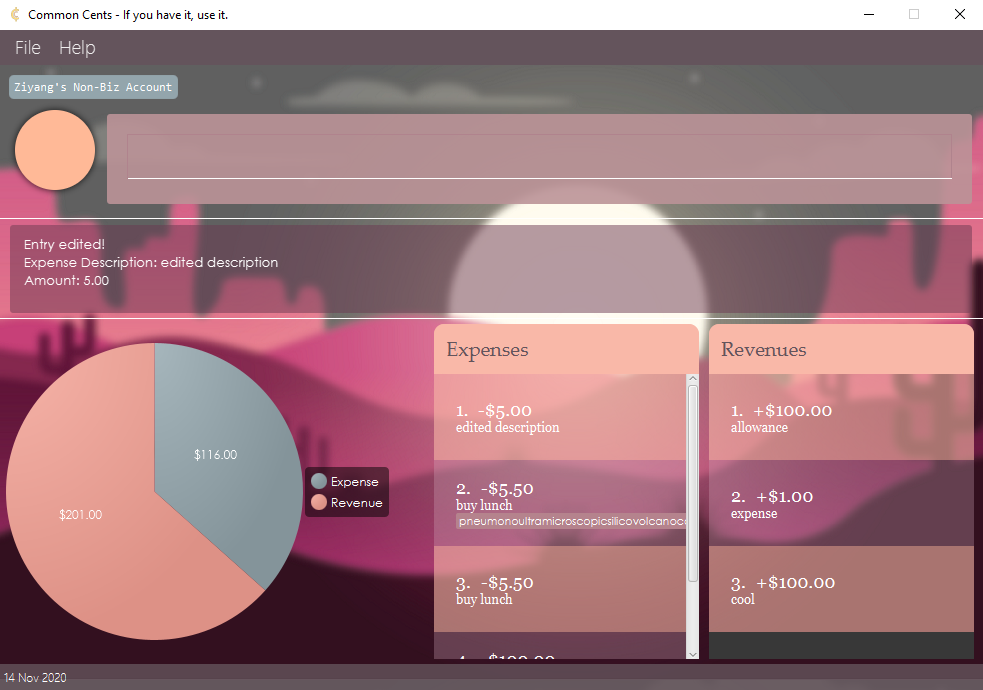 Common Cents - If you have it, use it.
File Help
Ziyang's Non-Biz Account
Entry edited!
Expense Description: edited description
Amount: 5.00
$116.00
$201.00
Expense
Revenue
Expenses
1. -$5.00
edited description
2. -$5.50
buy lunch
pneumonoultramicroscopicsilicovolcanoc
3. -$5.50
buy lunch
4. -$100.00
Revenues
1. +$100.00
allowance
2. +$1.00
expense
3. +$100.00
cool
14 Nov 2020